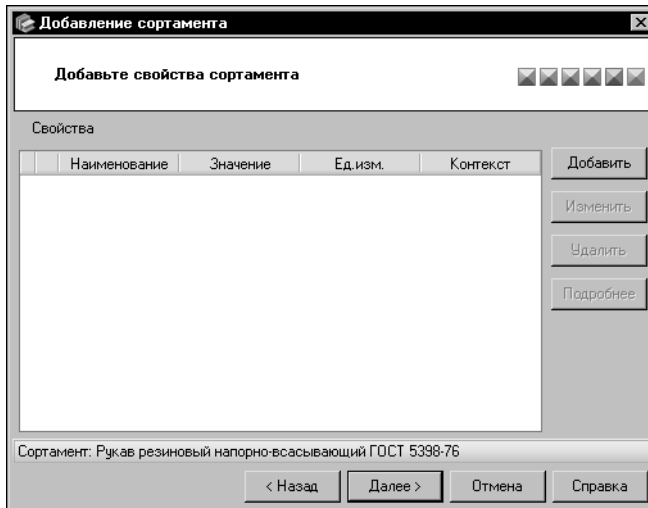 Добавление сортамента
Добавьте свойства сортамента
Свойства
Наименование Значение Ед.изм. Контекст
Добавить
Изменить
Удалить
Подробнее
Сортамент: Рукав резиновый напорно-всасывающий ГОСТ 5398-76
< Назад Далее > Отмена Справка